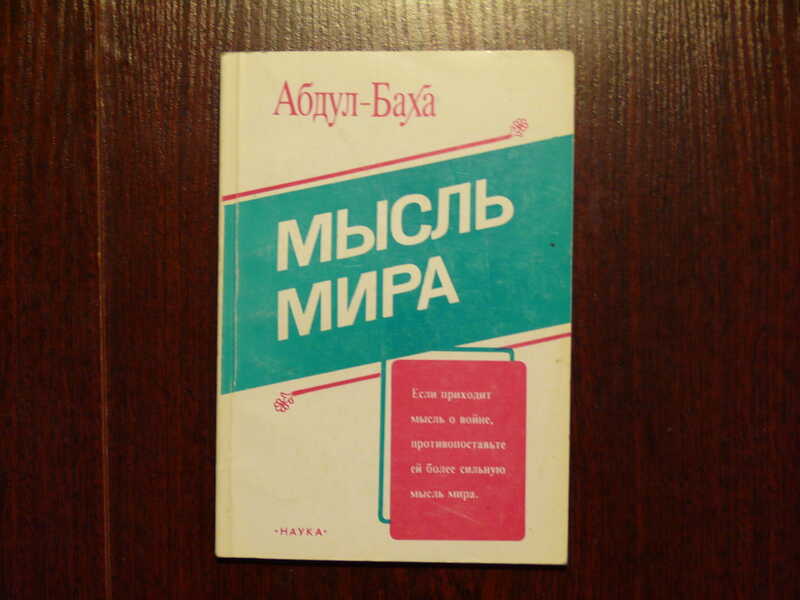 Абдул-Баха
МЫСЛЬ
МИРА
Если приходит
мысль о войне,
противопоставьте
ей более сильную
мысль мира.
·НАУКА·